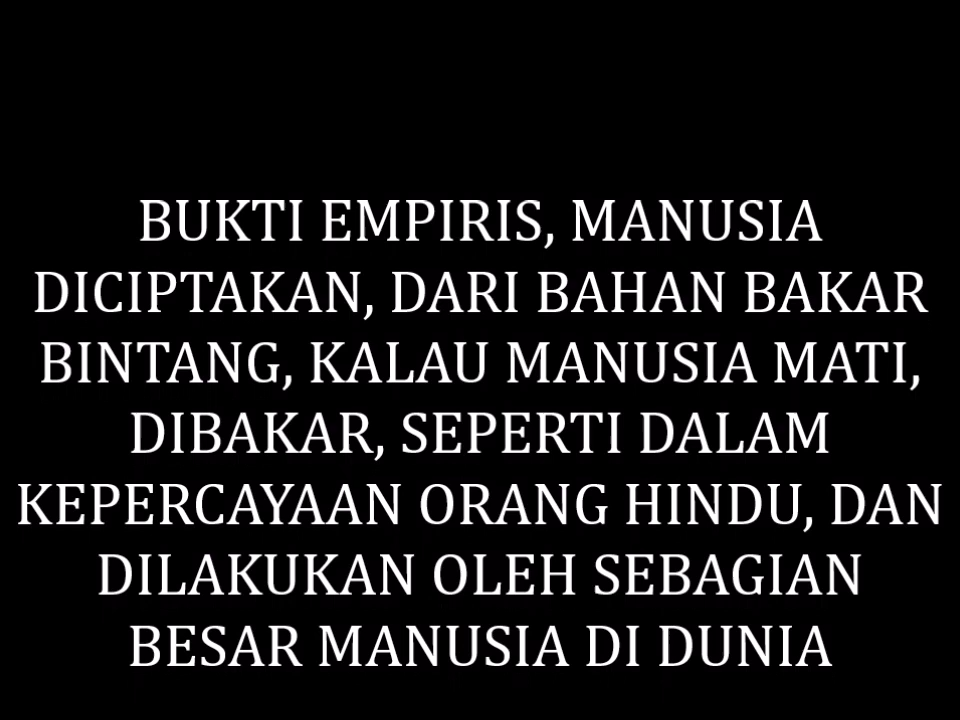 BUKTI EMPIRIS, MANUSIA
DICIPTAKAN, DARI BAHAN BAKAR
BINTANG, KALAU MANUSIA MATI,
DIBAKAR, SEPERTI DALAM
KEPERCAYAAN ORANG HINDU, DAN
DILAKUKAN OLEH SEBAGIAN
BESAR MANUSIA DI DUNIA